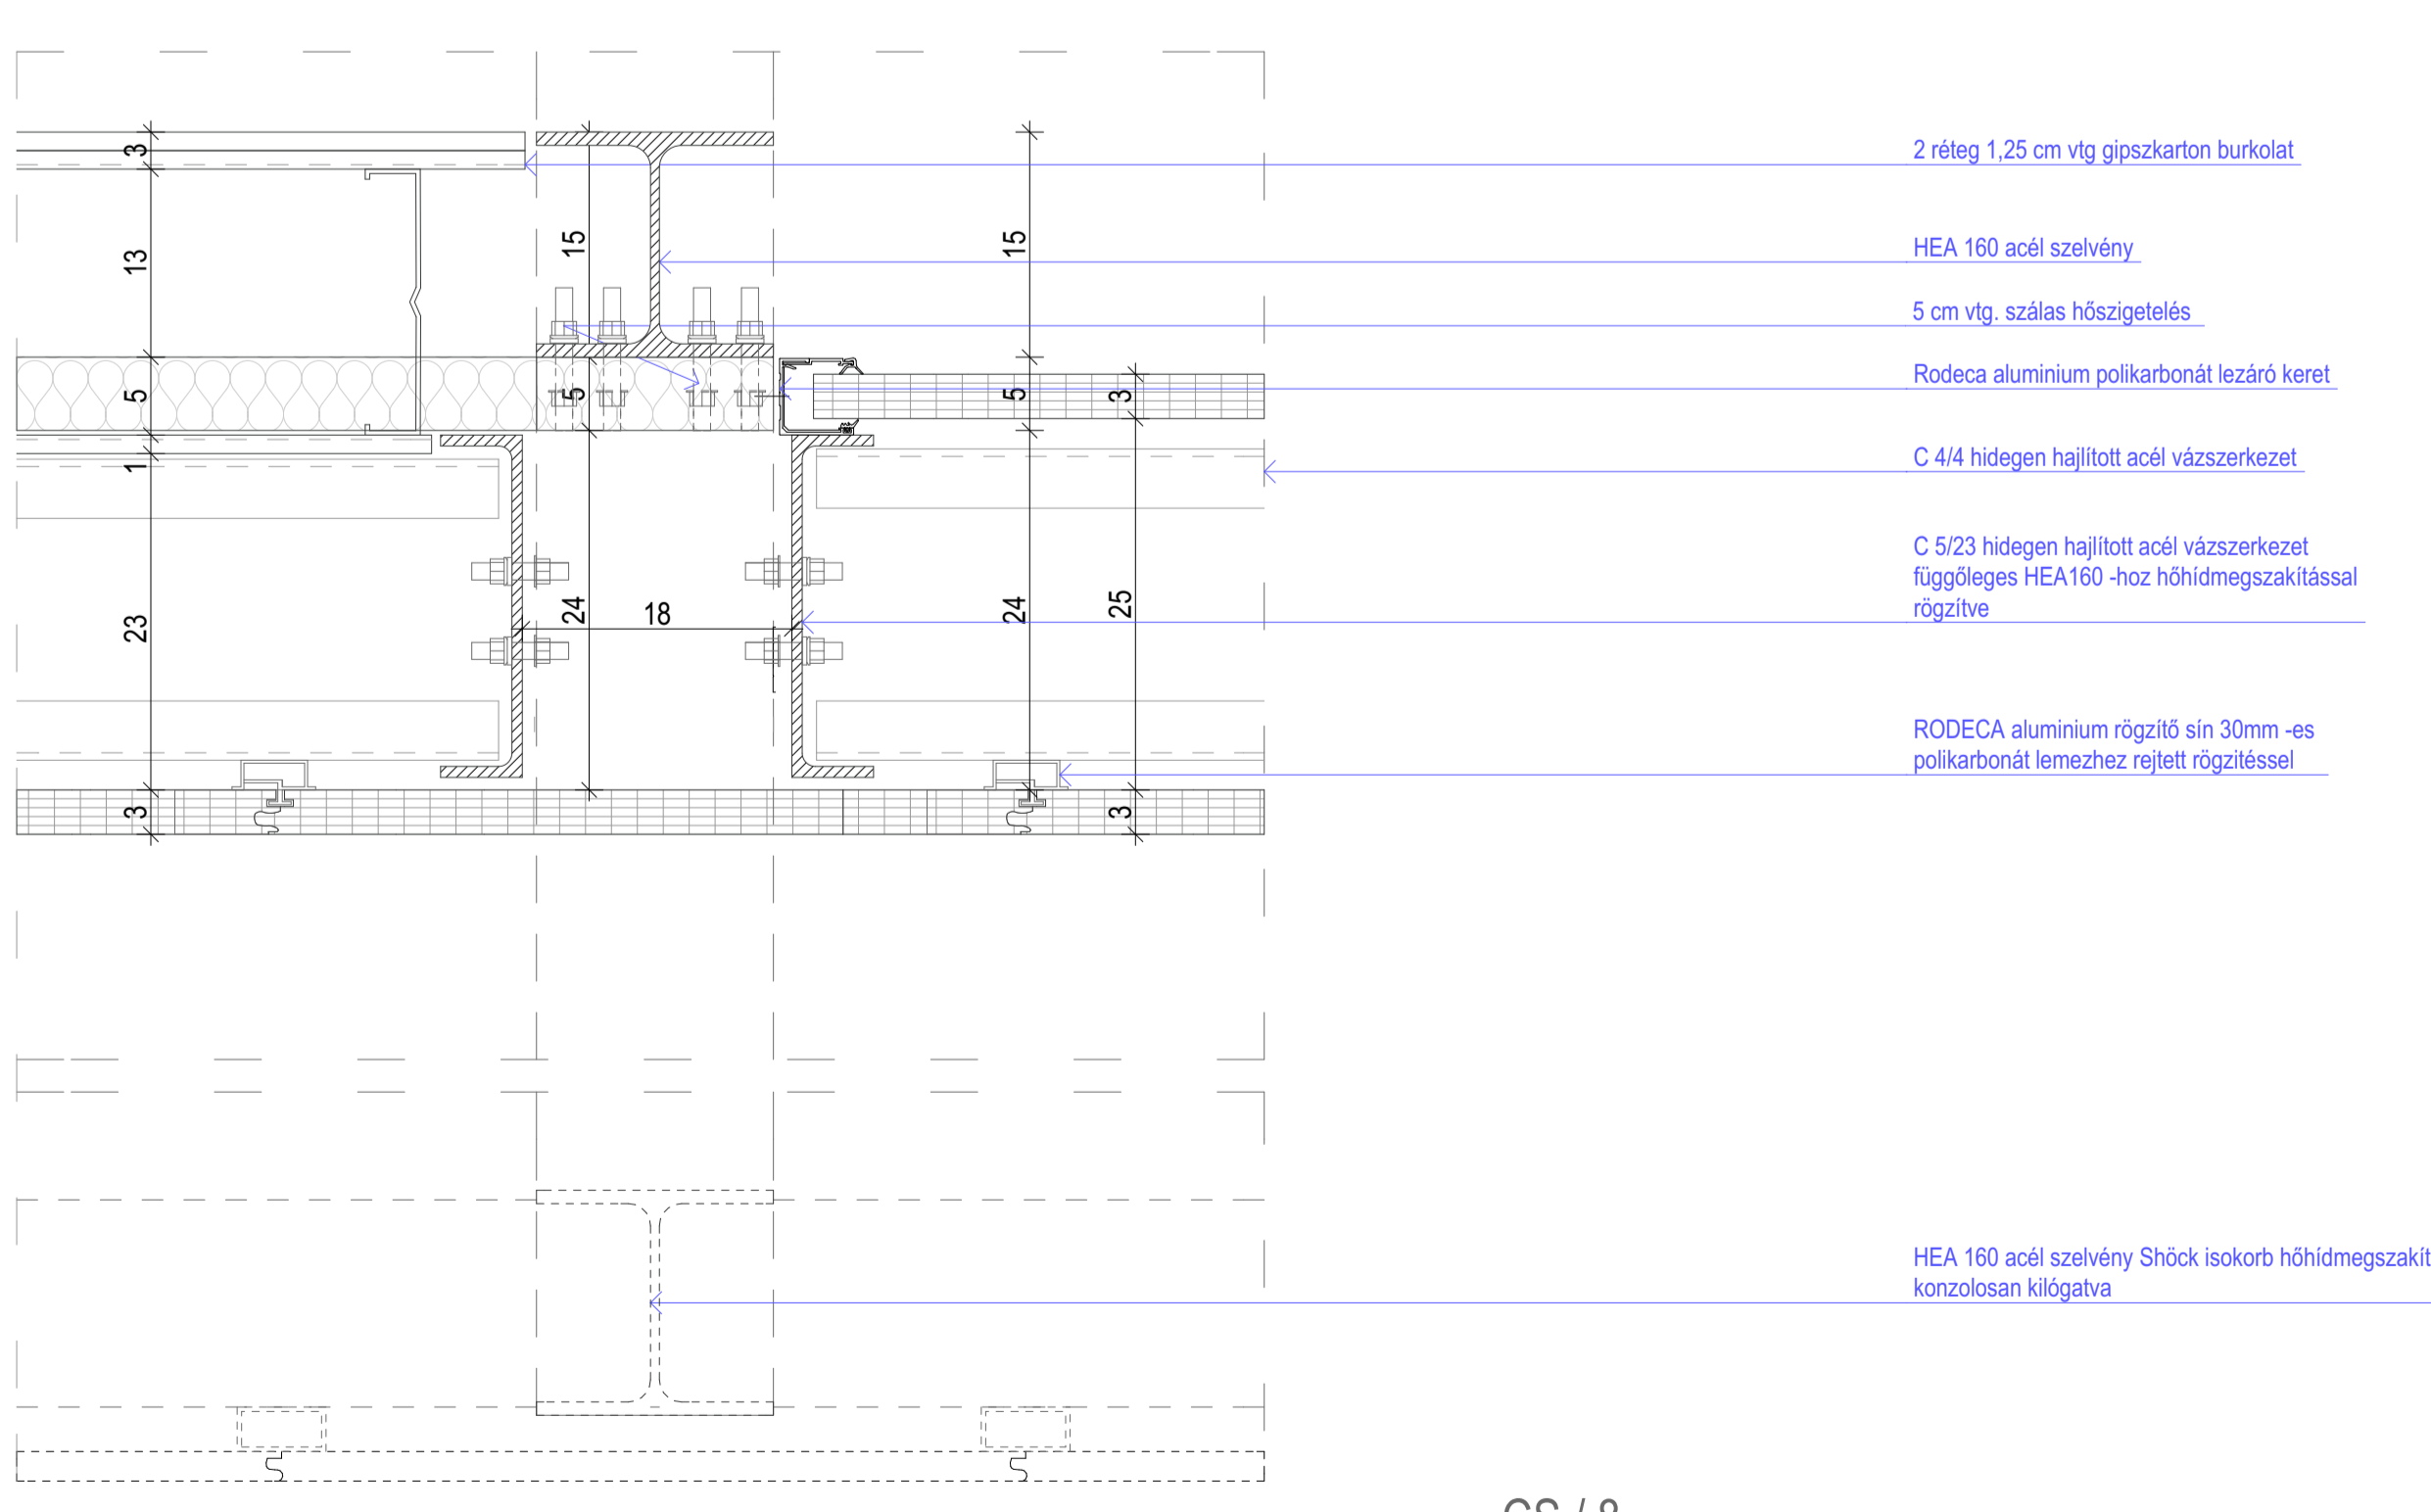 2 réteg 1,25 cm vtg gipszkarton burkolat
HEA 160 acél szelvény
5 cm vtg. szálas hőszigetelés
Rodeca aluminium polikarbonát lezáró keret
C 4/4 hidegen hajlított acél vázszerkezet
C 5/23 hidegen hajlított acél vázszerkezet
függőleges HEA160 -hoz hőhídmegszakítással
rögzítve
RODECA aluminium rögzítő sín 30mm -es
polikarbonát lemezhez rejtett rögzitéssel
HEA 160 acél szelvény Shöck isokorb hőhídmegszakít
konzolosan kilógatva
3
13
5
1
23
3
15
5
24
18
15
5
24
3
25
3